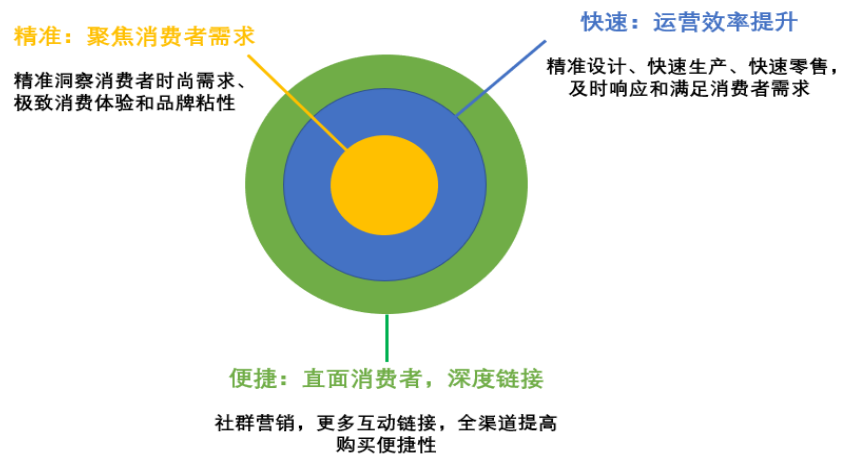 精准：聚焦消费者需求
精准洞察消费者时尚需求、
极致消费体验和品牌粘性
快速：运营效率提升
精准设计、快速生产、快速零售，
及时响应和满足消费者需求
便捷：直面消费者，深度链接
社群营销，更多互动链接，全渠道提高
购买便捷性